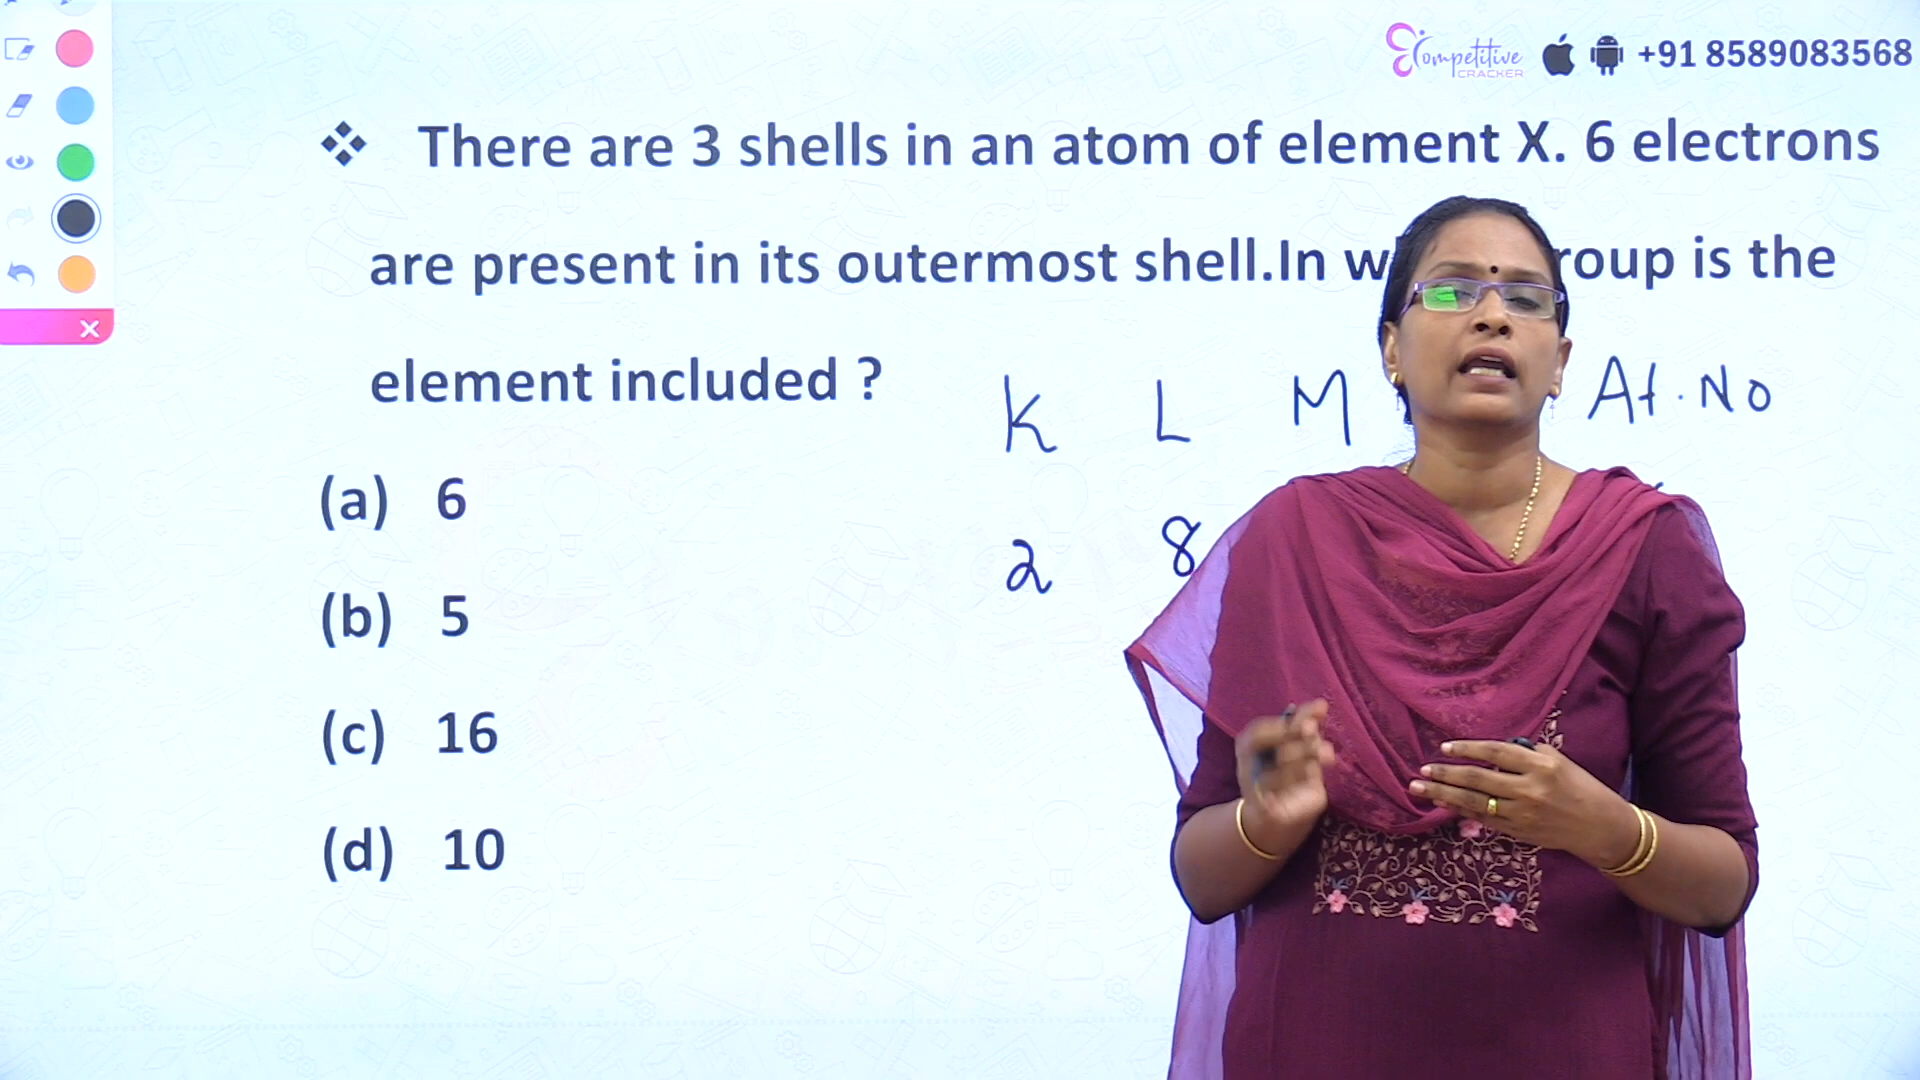 Competitive
CRACKER
+91 8589083568
❖ There are 3 shells in an atom of element X. 6 electrons
are present in its outermost shell.In is the
element included ?
K L M At. No
2 8
(a) 6
(b) 5
(c) 16
(d) 10